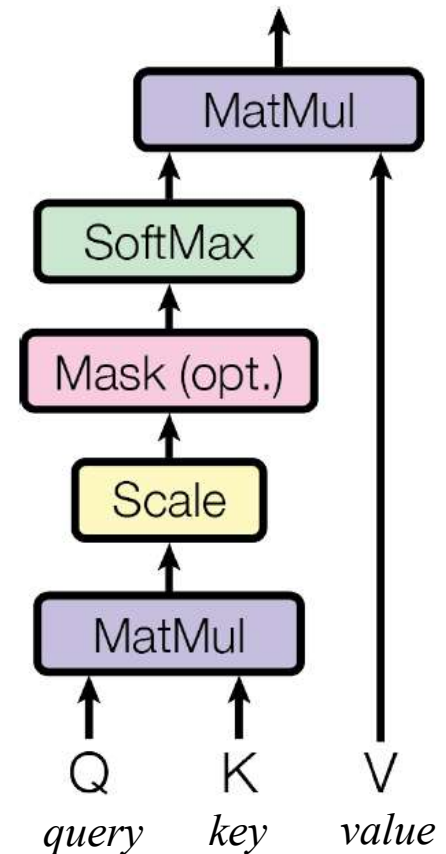 MatMul
SoftMax
Mask (opt.)
Scale
MatMul
Q K V
query key value